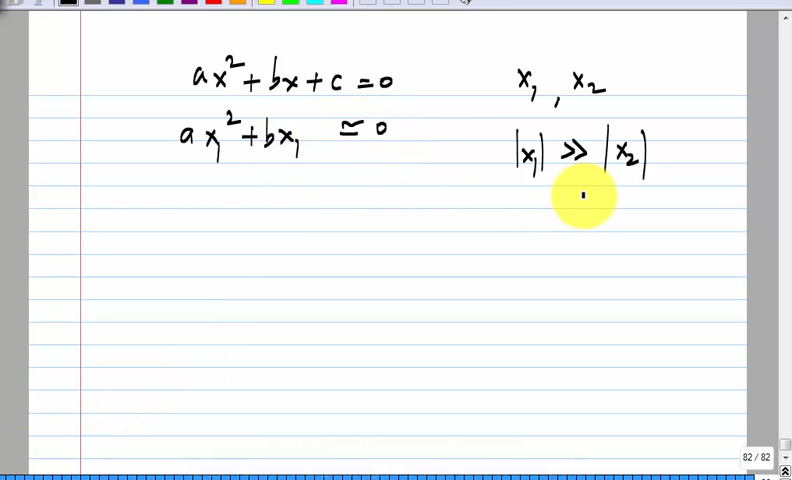 ax² + bx + c = 0
x₁, x₂
ax₁² + bx₁ ≃ 0
|x₁| >> |x₂|
82 / 82